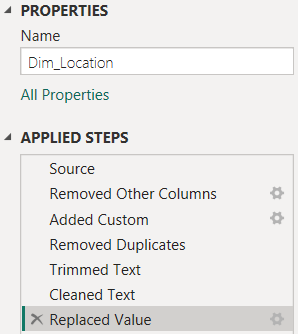 PROPERTIES
Name
Dim_Location
All Properties
APPLIED STEPS
Source
Removed Other Columns
Added Custom
Removed Duplicates
Trimmed Text
Cleaned Text
Replaced Value